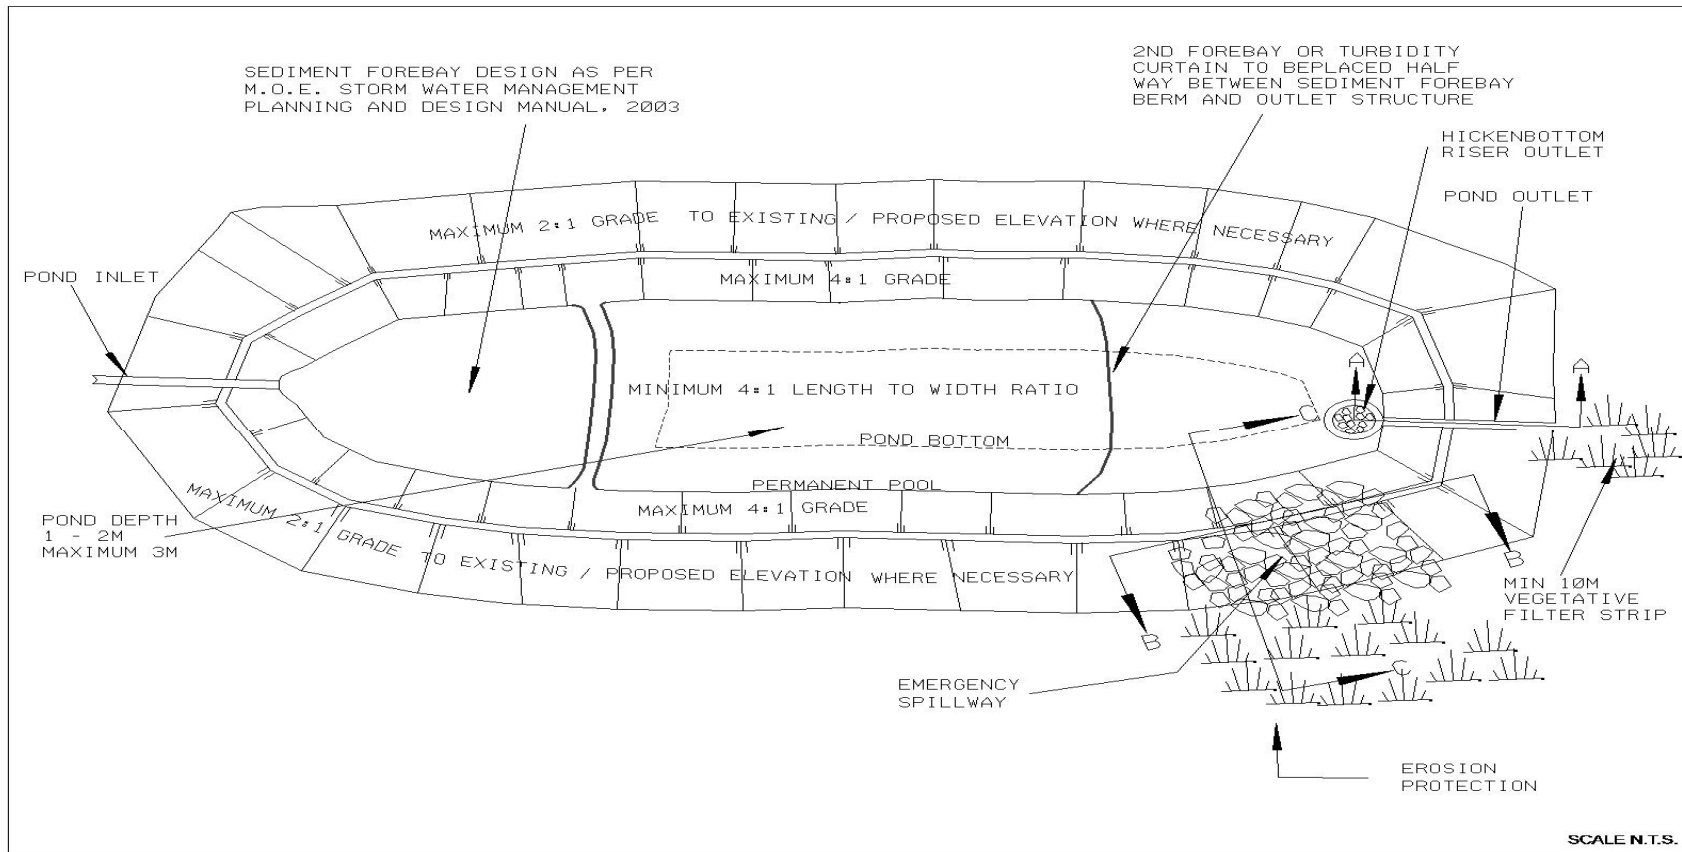 SEDIMENT FOREBAY DESIGN AS PER
M.O.E. STORM WATER MANAGEMENT
PLANNING AND DESIGN MANUAL, 2003
2ND FOREBAY OR TURBIDITY
CURTAIN TO BEPLACED HALF
WAY BETWEEN SEDIMENT FOREBAY
BERM AND OUTLET STRUCTURE
HICKENBOTTOM
RISER OUTLET
POND OUTLET
MAXIMUM 2:1 GRADE TO EXISTING / PROPOSED ELEVATION WHERE NECESSARY
POND INLET
MAXIMUM 4:1 GRADE
A
A
MINIMUM 4:1 LENGTH TO WIDTH RATIO
C
POND BOTTOM
PERMANENT POOL
MAXIMUM 4:1 GRADE
MAXIMUM 2:1 GRADE TO EXISTING / PROPOSED ELEVATION WHERE NECESSARY
POND DEPTH
1 - 2M
MAXIMUM 3M
B
B
MIN 10M
VEGETATIVE
FILTER STRIP
C
EMERGENCY
SPILLWAY
EROSION
PROTECTION
SCALE N.T.S.